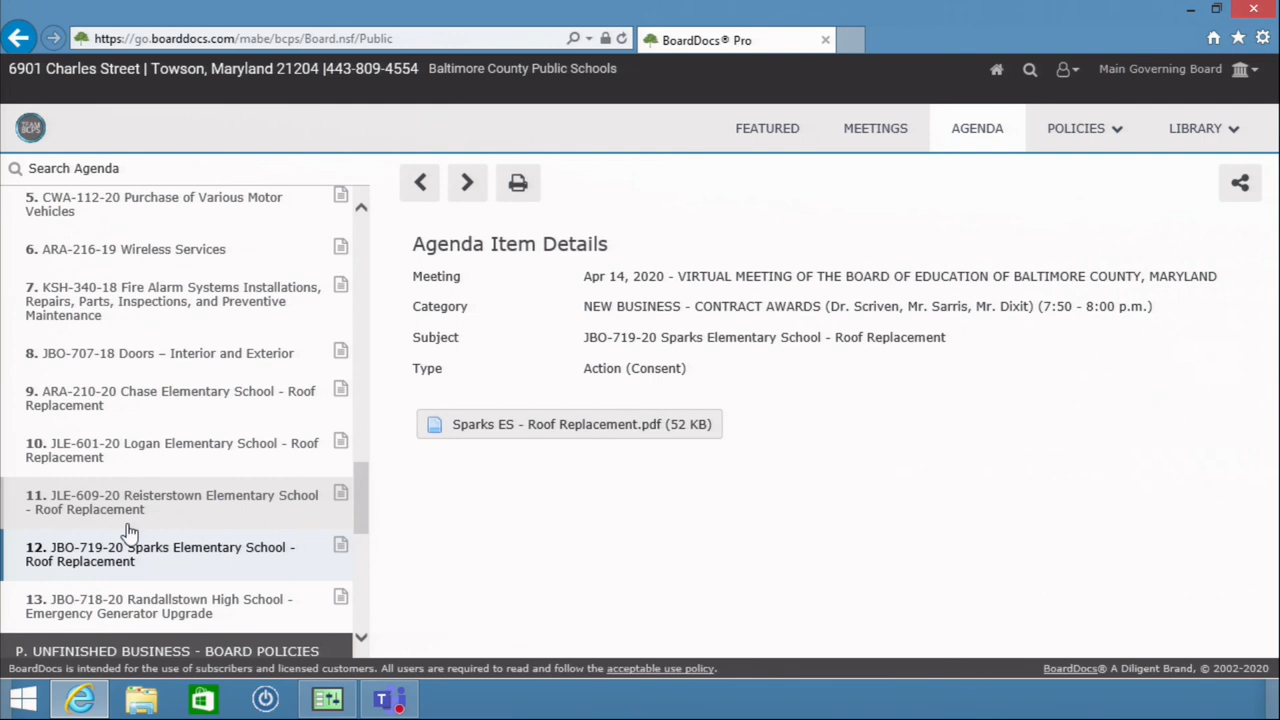 https://go.boarddocs.com/mabe/bcps/Board.nsf/Public
BoardDocs® Pro
6901 Charles Street | Towson, Maryland 21204 |443-809-4554
Baltimore County Public Schools
Main Governing Board
TEAM BCPS
FEATURED
MEETINGS
AGENDA
POLICIES
LIBRARY
Search Agenda
5. CWA-112-20 Purchase of Various Motor
Vehicles
6. ARA-216-19 Wireless Services
7. KSH-340-18 Fire Alarm Systems Installations,
Repairs, Parts, Inspections, and Preventive
Maintenance
8. JBO-707-18 Doors – Interior and Exterior
9. ARA-210-20 Chase Elementary School - Roof
Replacement
10. JLE-601-20 Logan Elementary School - Roof
Replacement
11. JLE-609-20 Reisterstown Elementary School
- Roof Replacement
12. JBO-719-20 Sparks Elementary School -
Roof Replacement
13. JBO-718-20 Randallstown High School -
Emergency Generator Upgrade
P. UNFINISHED BUSINESS - BOARD POLICIES
Agenda Item Details
Meeting Apr 14, 2020 - VIRTUAL MEETING OF THE BOARD OF EDUCATION OF BALTIMORE COUNTY, MARYLAND
Category NEW BUSINESS - CONTRACT AWARDS (Dr. Scriven, Mr. Sarris, Mr. Dixit) (7:50 - 8:00 p.m.)
Subject JBO-719-20 Sparks Elementary School - Roof Replacement
Type Action (Consent)
Sparks ES - Roof Replacement.pdf (52 KB)
BoardDocs is intended for the use of subscribers and licensed customers. All users are required to read and follow the acceptable use policy.
BoardDocs® A Diligent Brand, © 2002-2020